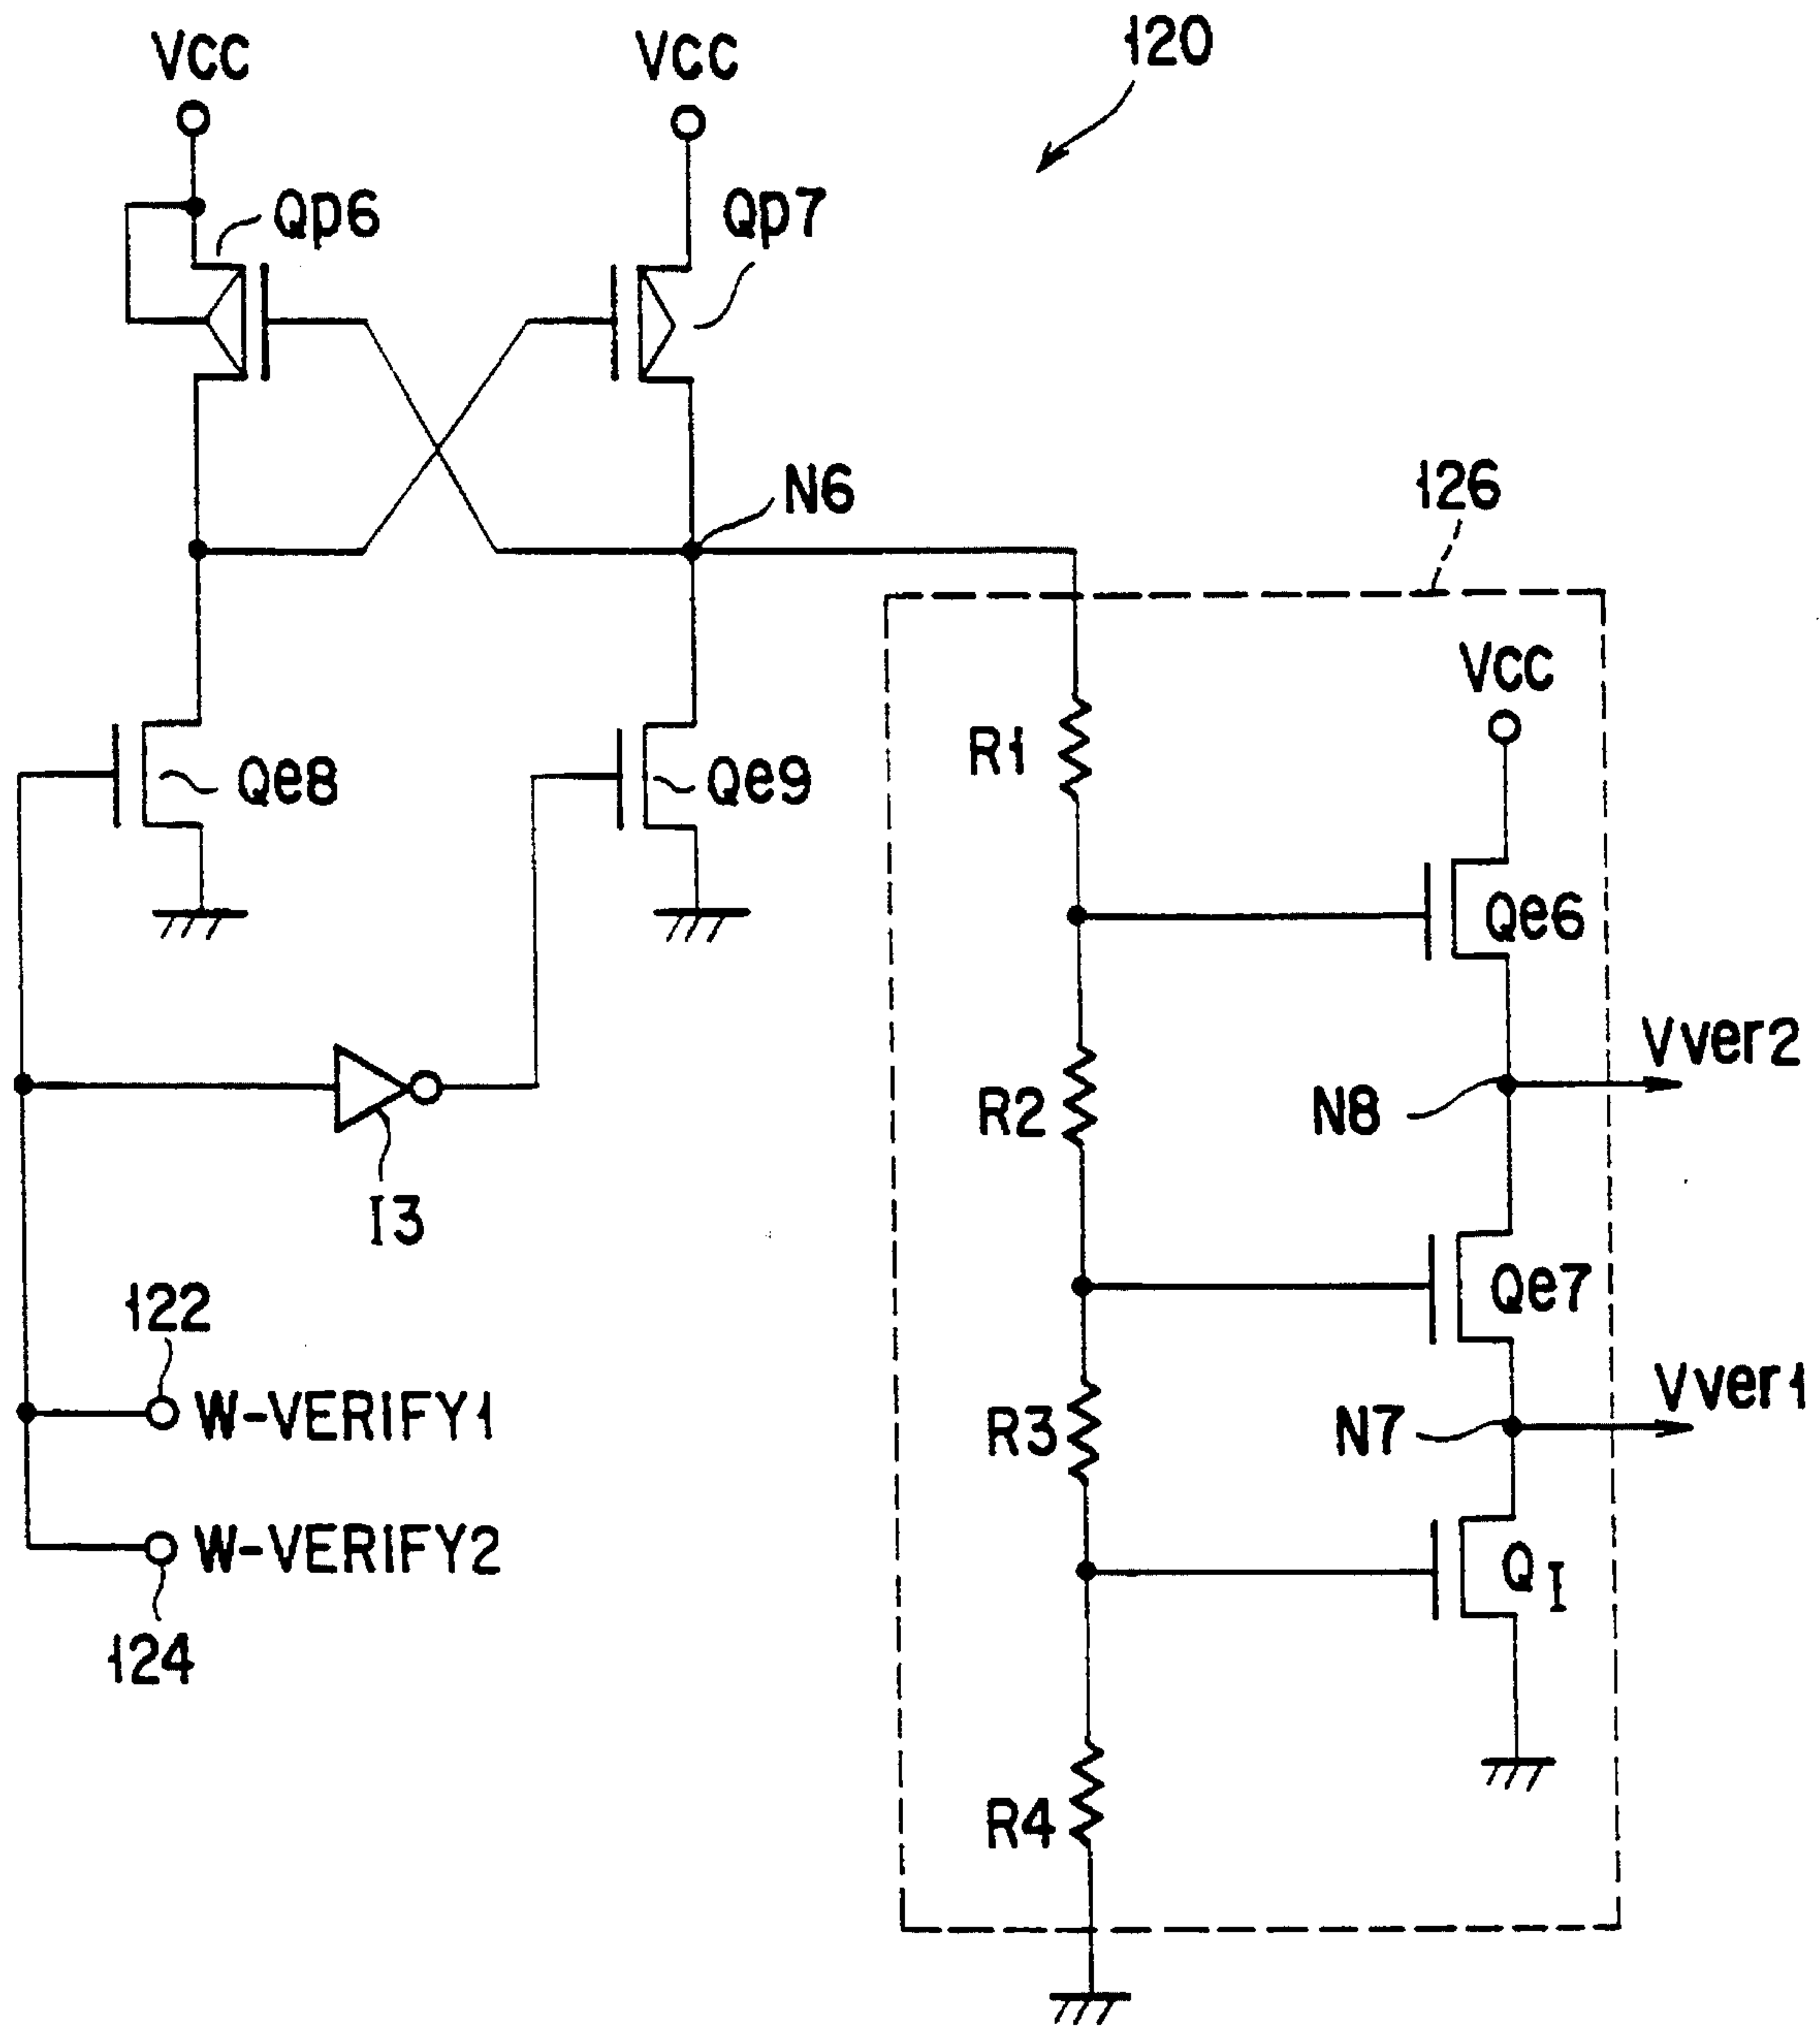 VCC
VCC
120
Qp6
Qp7
N6
126
VCC
R1
Qe8
Qe9
Qe6
Vver2
R2
N8
I3
Qe7
122
Vver1
W-VERIFY1
R3
N7
W-VERIFY2
QI
124
R4